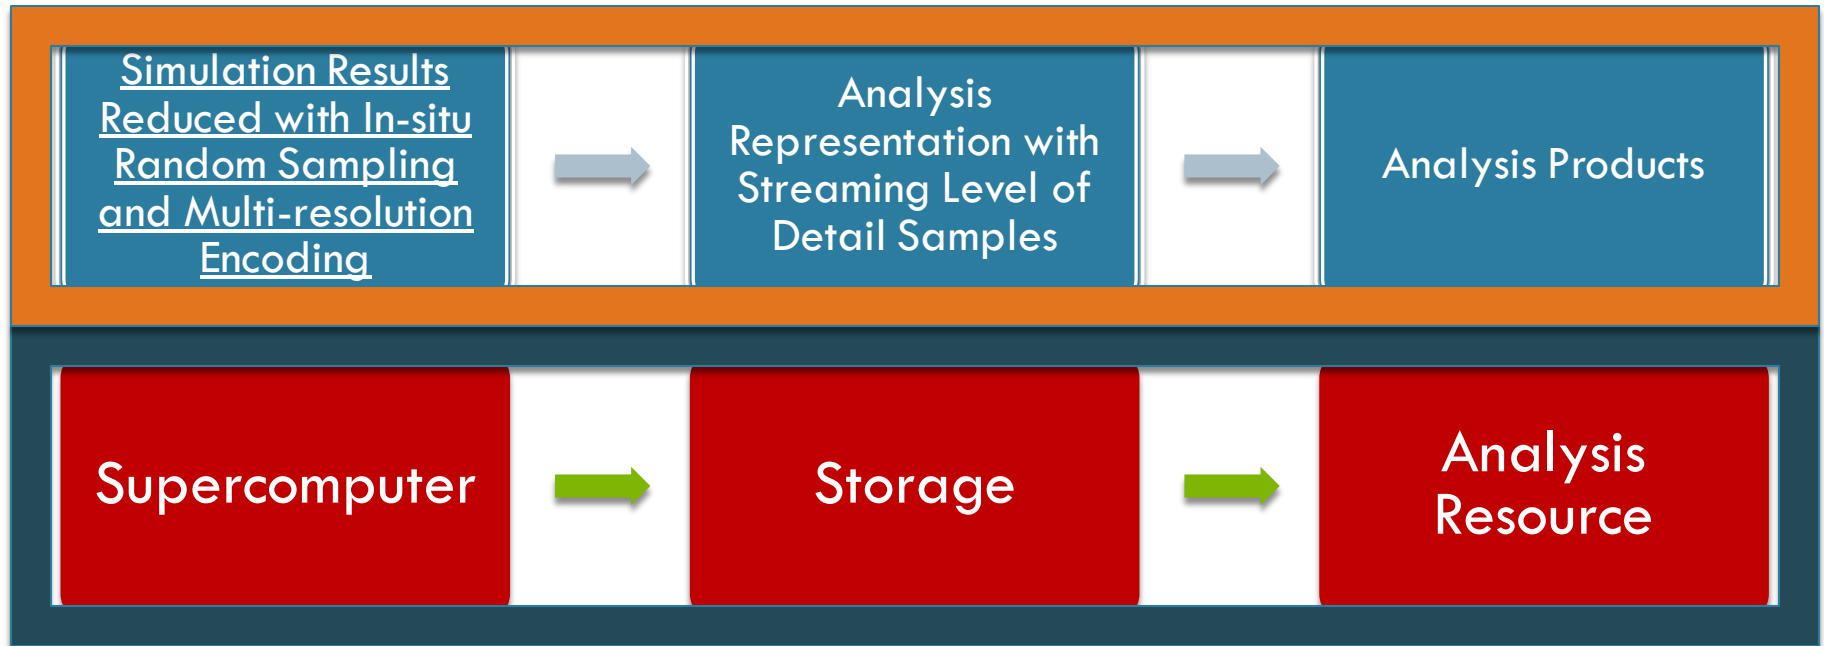 Simulation Results
Reduced with In-situ
Random Sampling
and Multi-resolution
Encoding
Analysis
Representation with
Streaming Level of
Detail Samples
Analysis Products
Supercomputer
Storage
Analysis
Resource